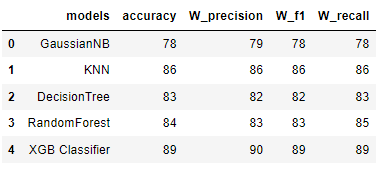 models accuracy W_precision W_f1 W_recall
0 GaussianNB 78 79 78 78
1 KNN 86 86 86 86
2 DecisionTree 83 82 82 83
3 RandomForest 84 83 83 85
4 XGB Classifier 89 90 89 89